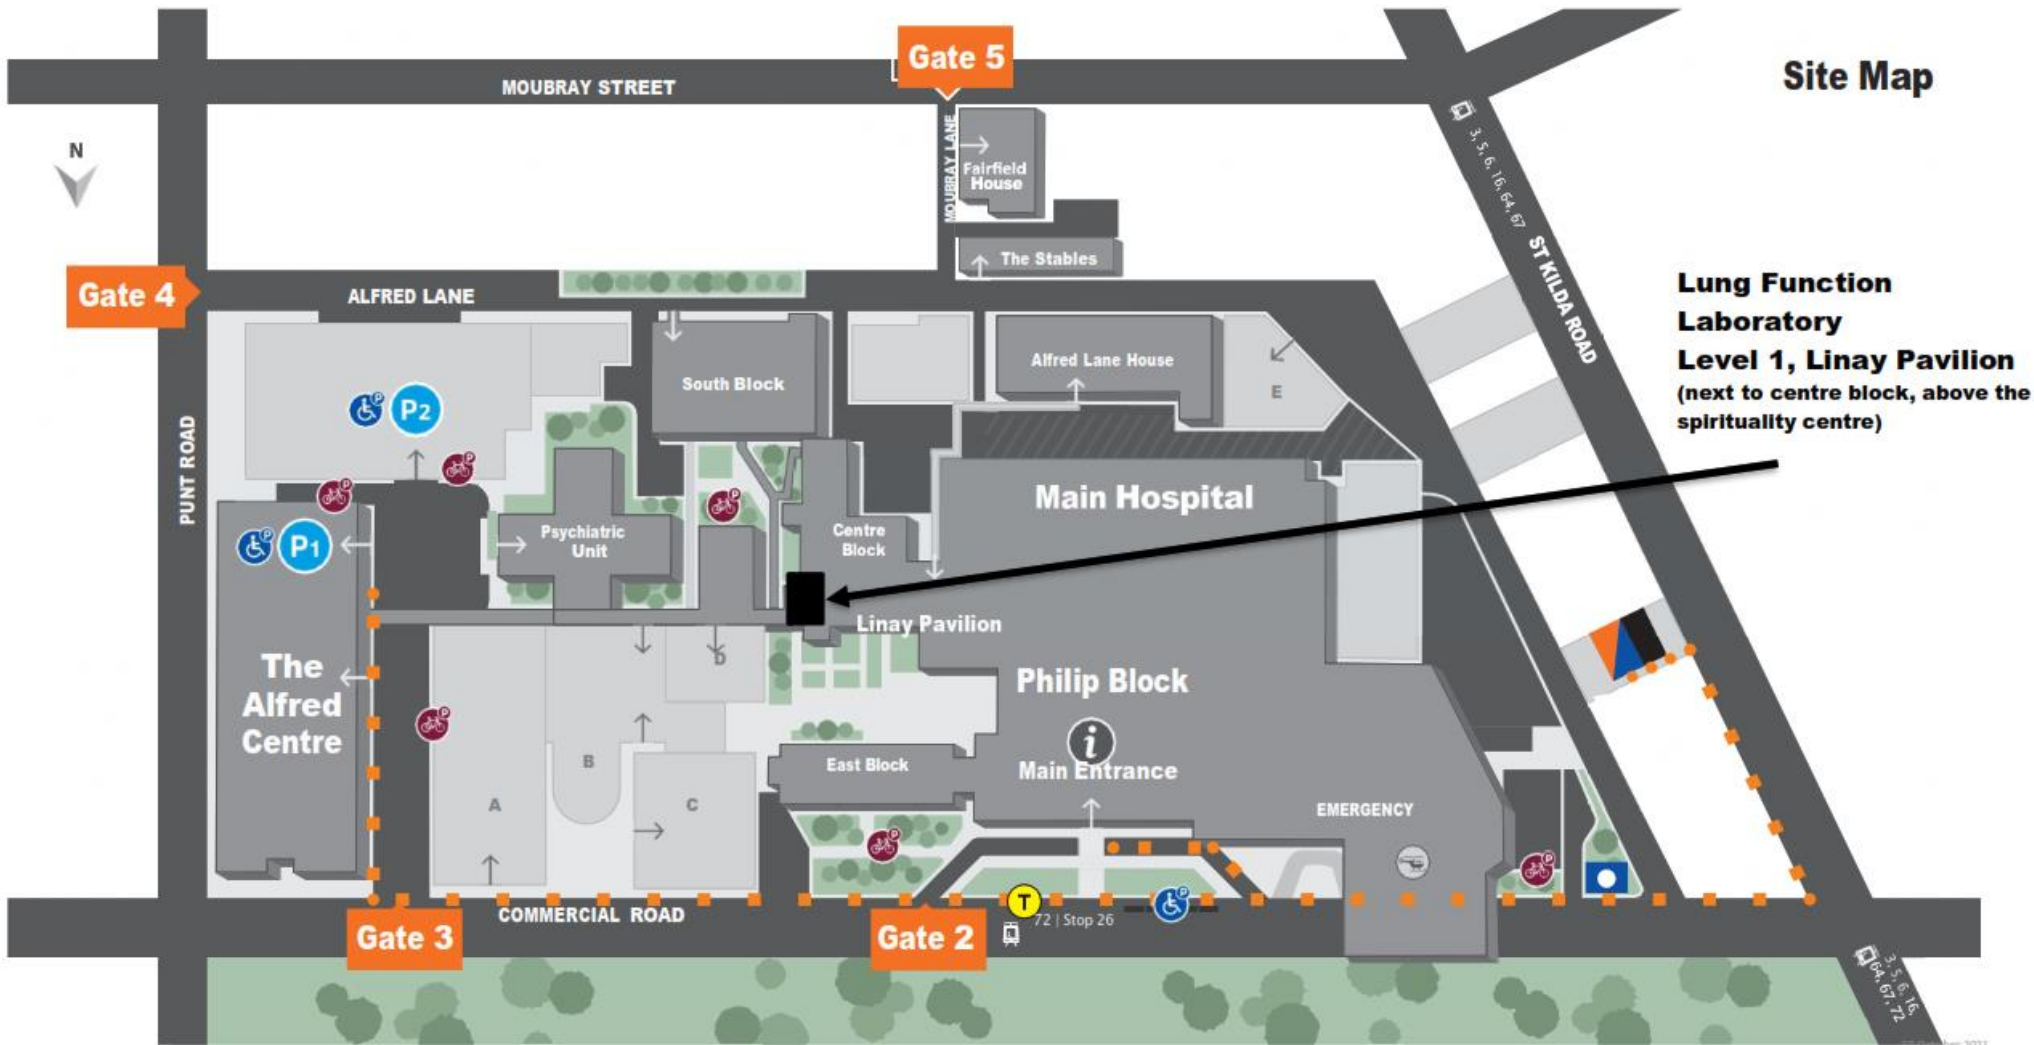 Gate 5
Site Map
MOUBRAY STREET
N
MOUBRAY LANE
Fairfield
House
3, 5, 6, 16, 64, 67
ST KILDA ROAD
The Stables
Gate 4
ALFRED LANE
Lung Function
Laboratory
Level 1, Linay Pavilion
(next to centre block, above the
spirituality centre)
South Block
Alfred Lane House
E
P
P2
PUNT ROAD
P
P
Main Hospital
P
Psychiatric
Unit
Centre
Block
P
P1
Linay Pavilion
The
Alfred
Centre
D
Philip Block
P
i
Main Entrance
East Block
B
A
C
EMERGENCY
P
P
P
T
COMMERCIAL ROAD
72 | Stop 26
Gate 3
Gate 2
3, 5, 6, 16,
64, 67, 72